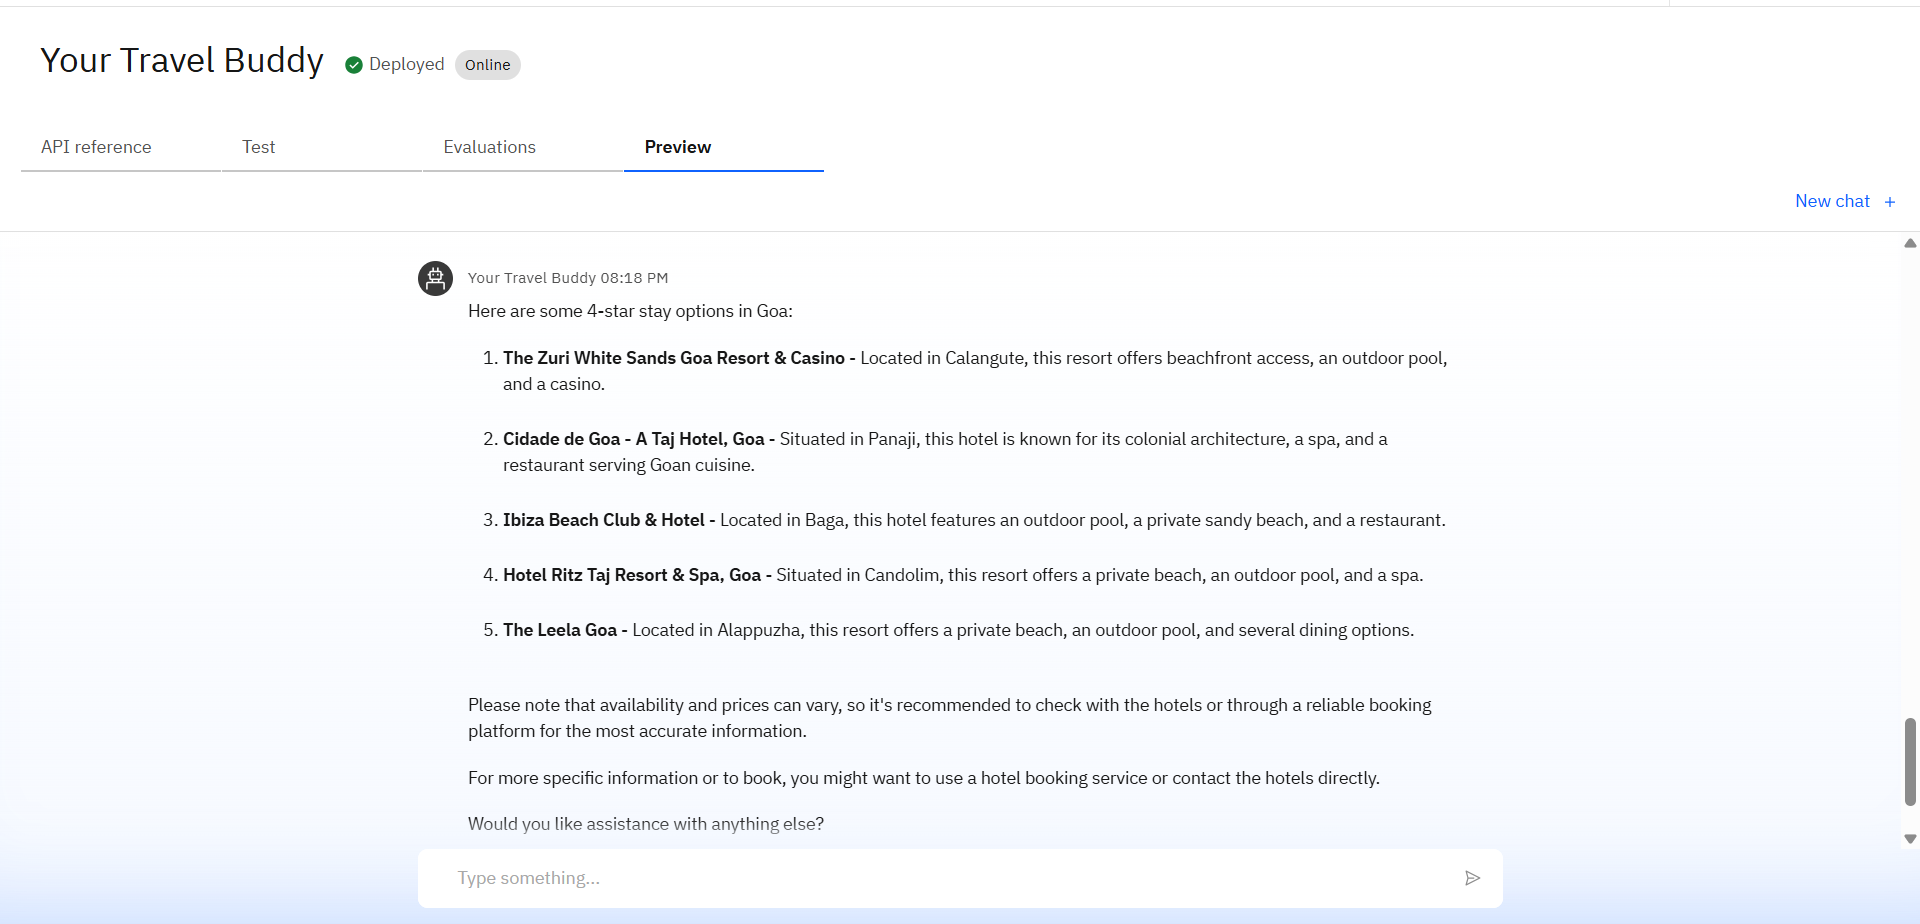 Your Travel Buddy Deployed Online
API reference Test Evaluations Preview
New chat +
Your Travel Buddy 08:18 PM
Here are some 4-star stay options in Goa:
1. The Zuri White Sands Goa Resort & Casino - Located in Calangute, this resort offers beachfront access, an outdoor pool,
and a casino.
2. Cidade de Goa - A Taj Hotel, Goa - Situated in Panaji, this hotel is known for its colonial architecture, a spa, and a
restaurant serving Goan cuisine.
3. Ibiza Beach Club & Hotel - Located in Baga, this hotel features an outdoor pool, a private sandy beach, and a restaurant.
4. Hotel Ritz Taj Resort & Spa, Goa - Situated in Candolim, this resort offers a private beach, an outdoor pool, and a spa.
5. The Leela Goa - Located in Alappuzha, this resort offers a private beach, an outdoor pool, and several dining options.
Please note that availability and prices can vary, so it's recommended to check with the hotels or through a reliable booking
platform for the most accurate information.
For more specific information or to book, you might want to use a hotel booking service or contact the hotels directly.
Would you like assistance with anything else?
Type something...